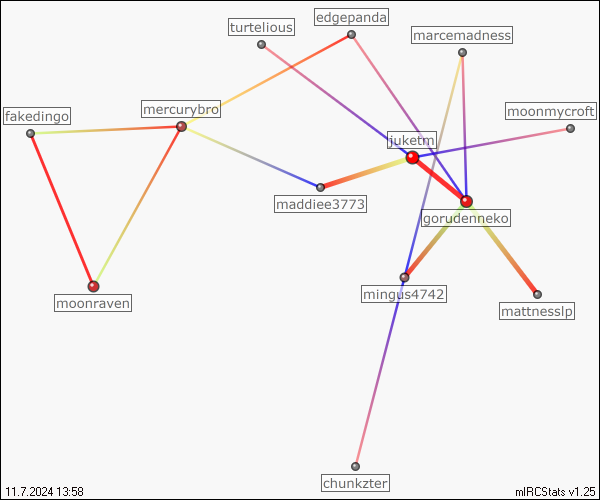 edgepanda
turtelious
marcemadness
mercurybro
moonmycroft
fakedingo
juketm
maddiee3773
gorudenneko
moonraven
mingus4742
mattnesslp
chunkzter
11.7.2024 13:58
mIRCStats v1.25